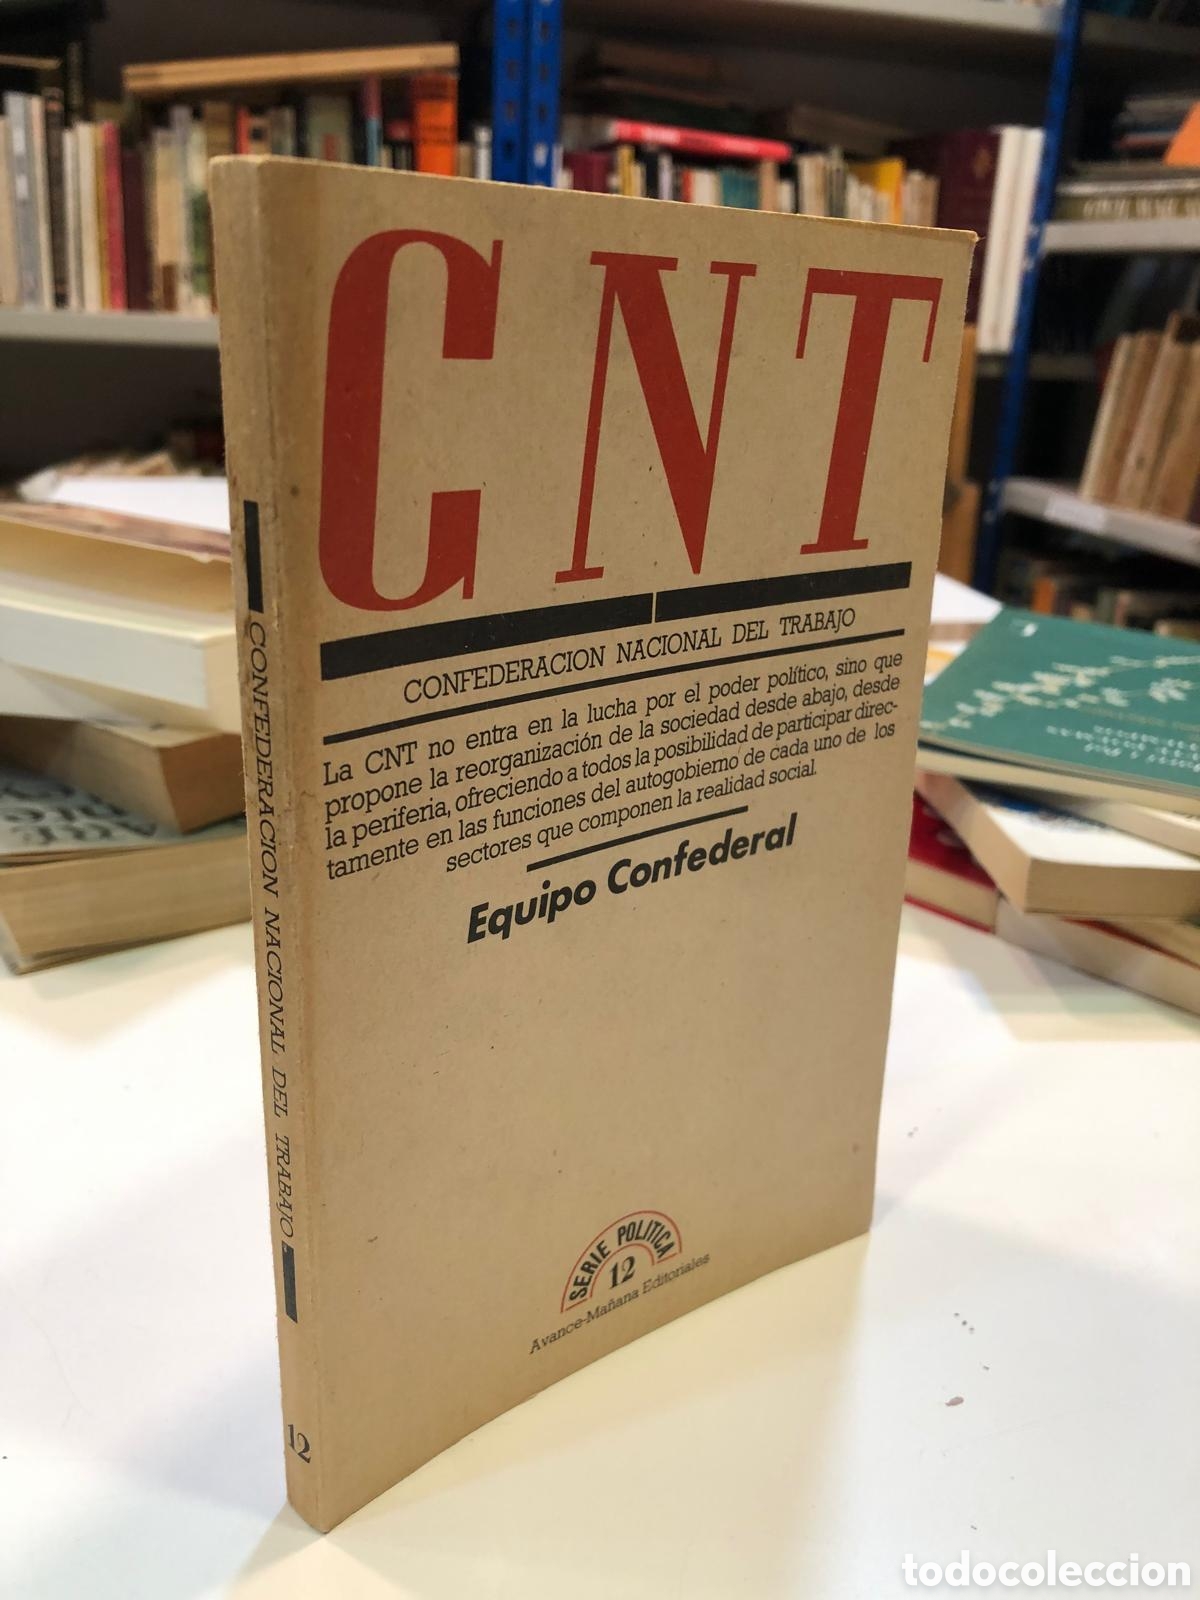 CNT
CONFEDERACION NACIONAL DEL TRABAJO
La CNT no entra en la lucha por el poder político, sino que
propone la reorganización de la sociedad desde abajo, desde
la periferia, ofreciendo a todos la posibilidad de participar direc-
tamente en las funciones del autogobierno de cada uno de los
sectores que componen la realidad social.
Equipo Confederal
SERIE POLITICA
12
Avance-Mañana Editoriales
CONFEDERACION NACIONAL DEL TRABAJO
12
todocoleccion